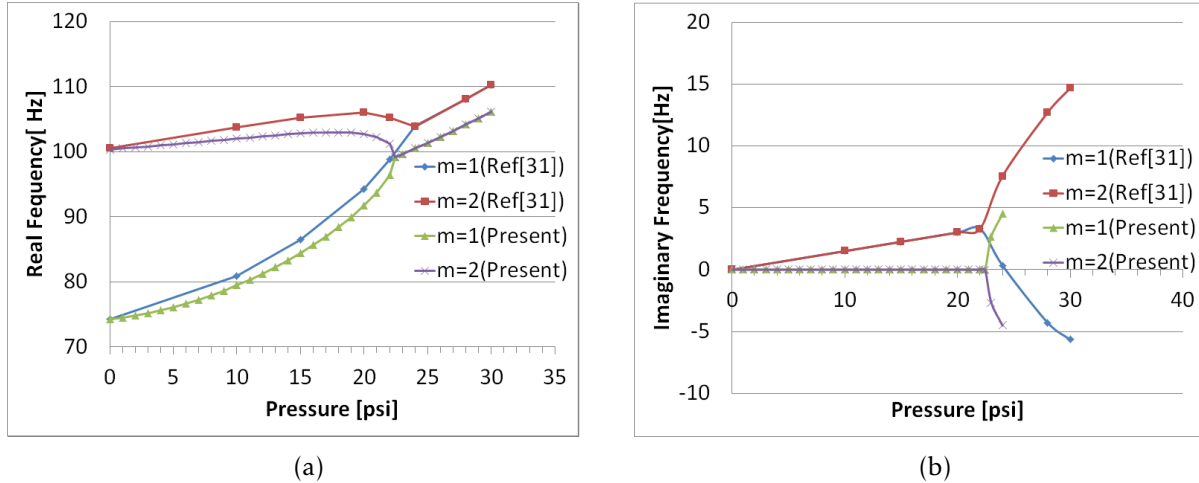 120
110
100
90
80
70
Real Fequency[ Hz]
0
5
10
15
20
25
30
35
Pressure [psi]
m=1(Ref[31])
m=2(Ref[31])
m=1(Present)
m=2(Present)
(a)
20
15
10
5
0
-5
-10
Imaginary Frequency[Hz]
0
10
20
30
40
Pressure [psi]
m=1(Ref[31])
m=2(Ref[31])
m=1(Present)
m=2(Present)
(b)